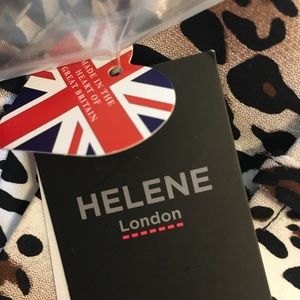 MADE IN THE
HEART OF
GREAT BRITAIN
HELENE
London